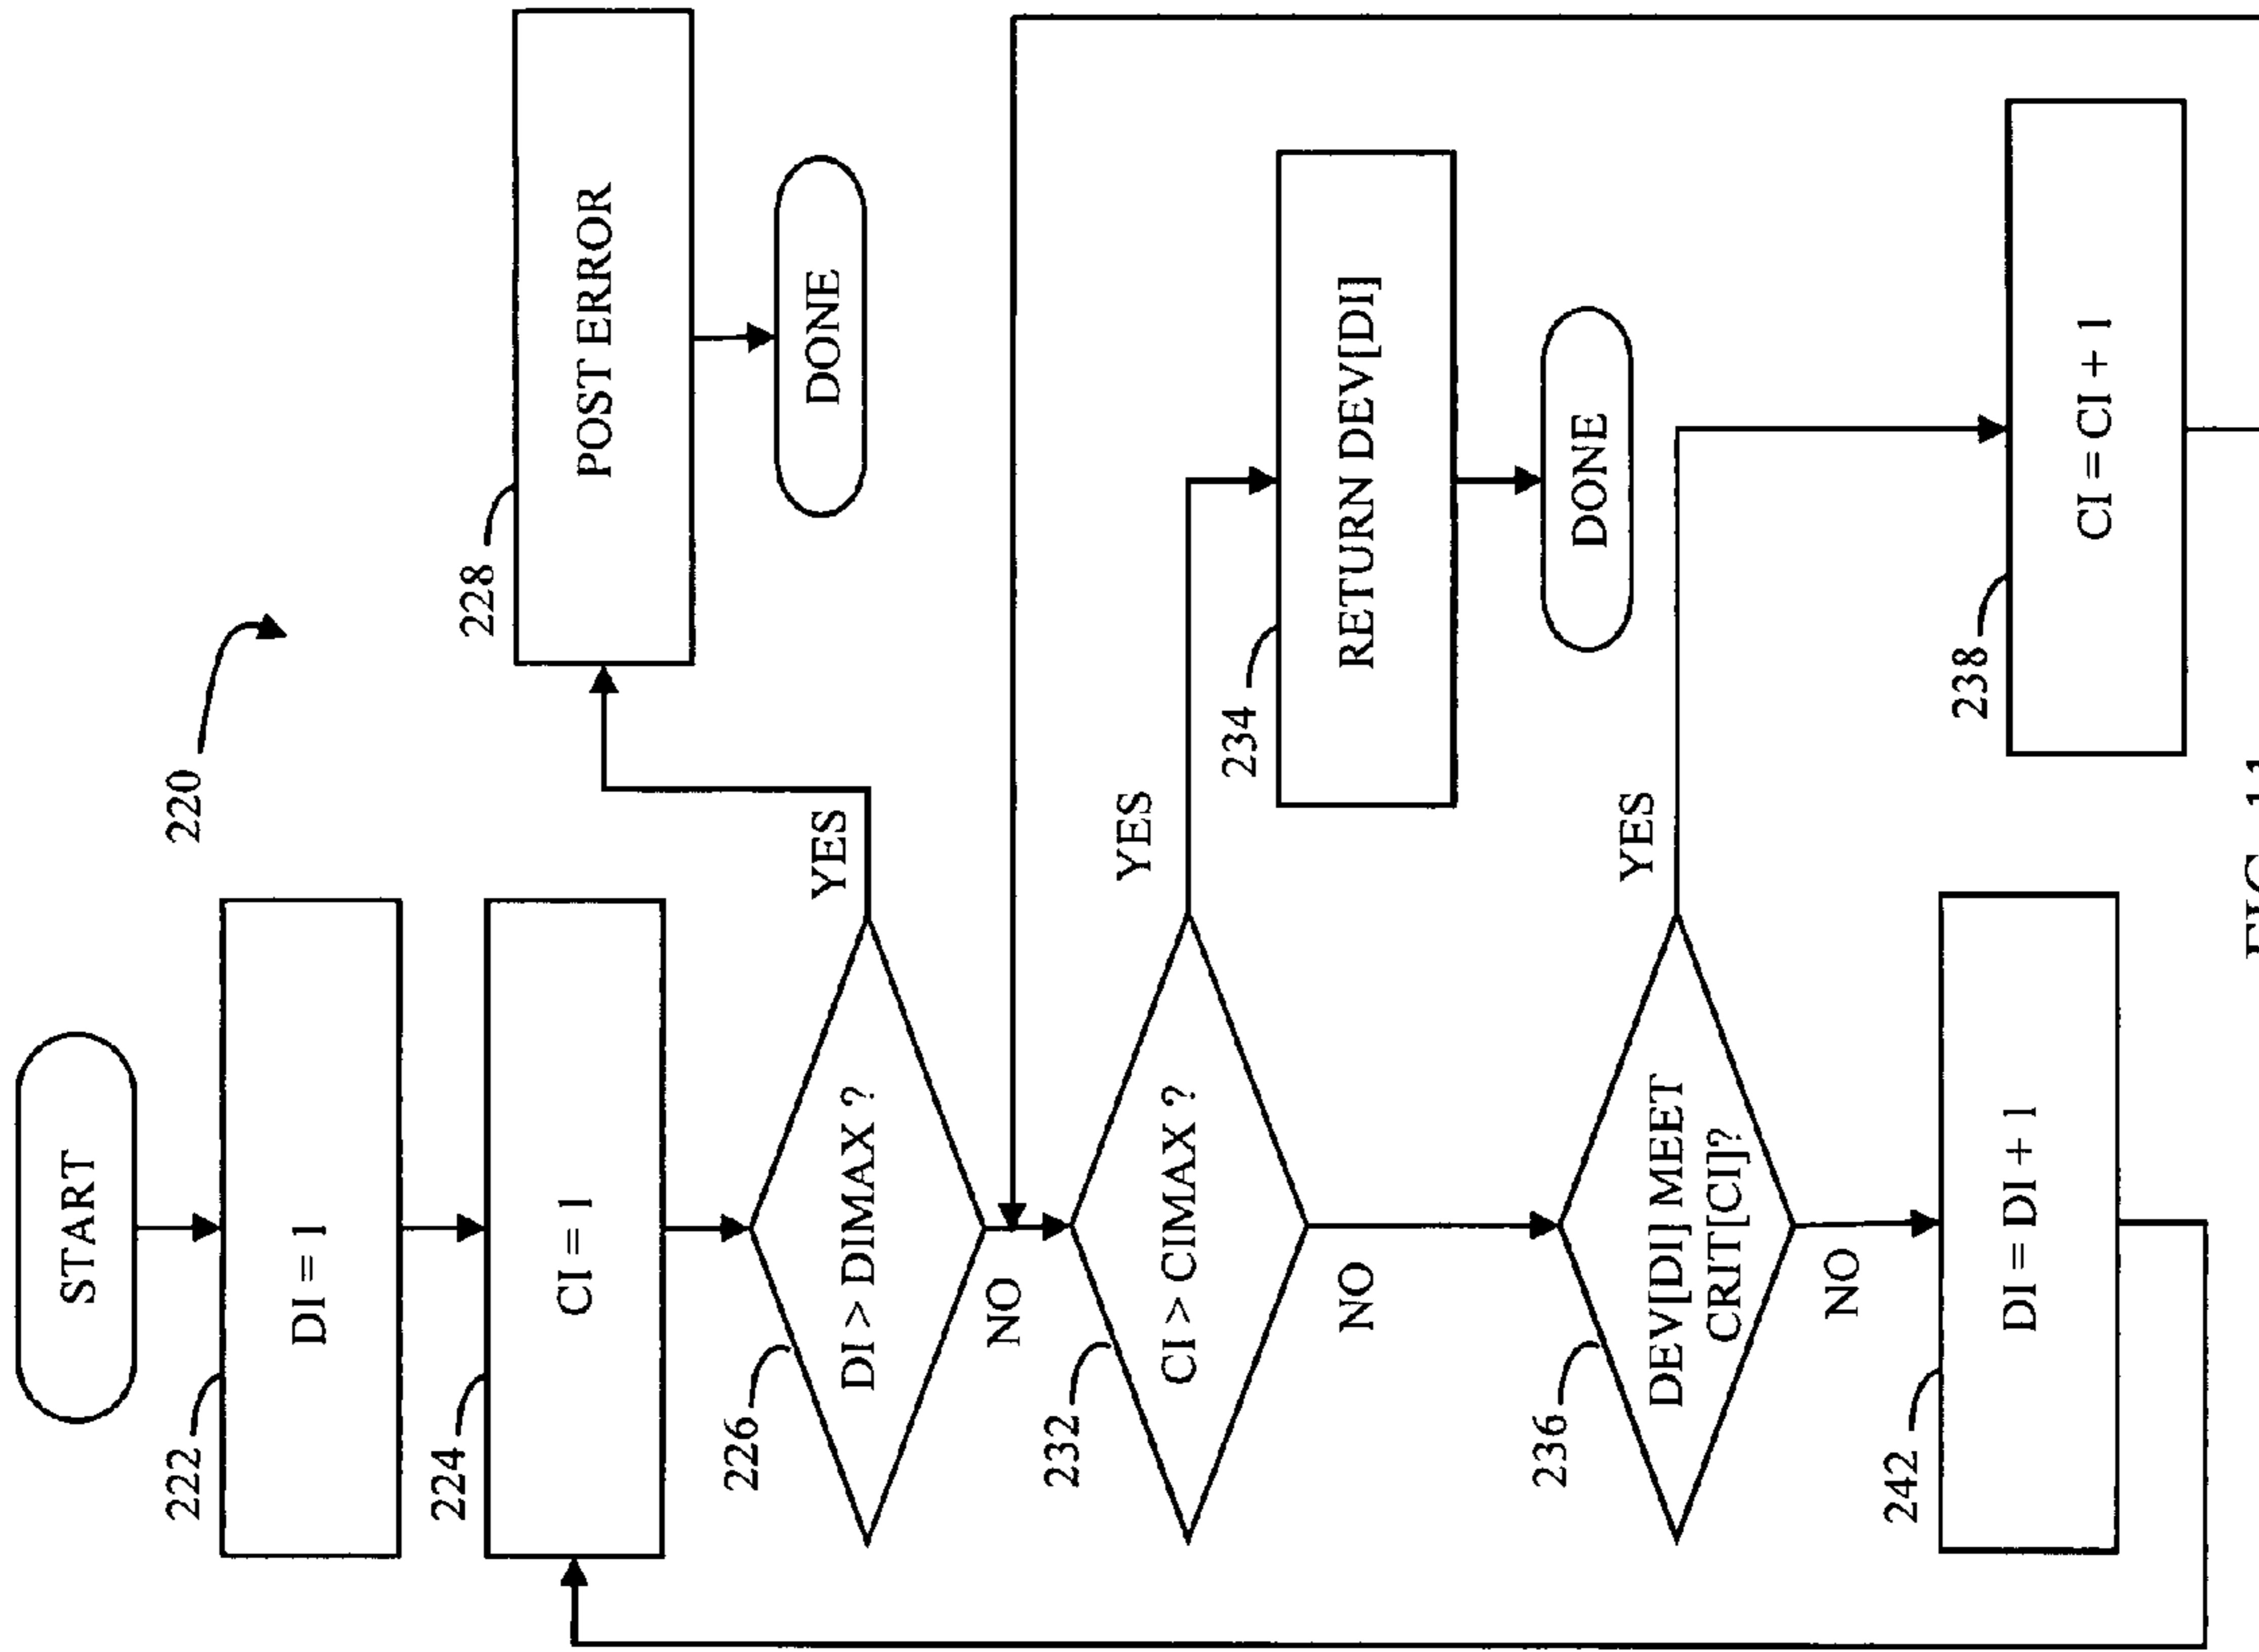 220
START
222
DI = 1
224
CI = 1
226
DI > DIMAX ?
YES
228
POST ERROR
DONE
NO
232
CI > CIMAX ?
YES
234
RETURN DEV[DI]
DONE
NO
236
DEV[DI] MEET
CRIT[CI]?
YES
238
CI = CI + 1
NO
242
DI = DI + 1